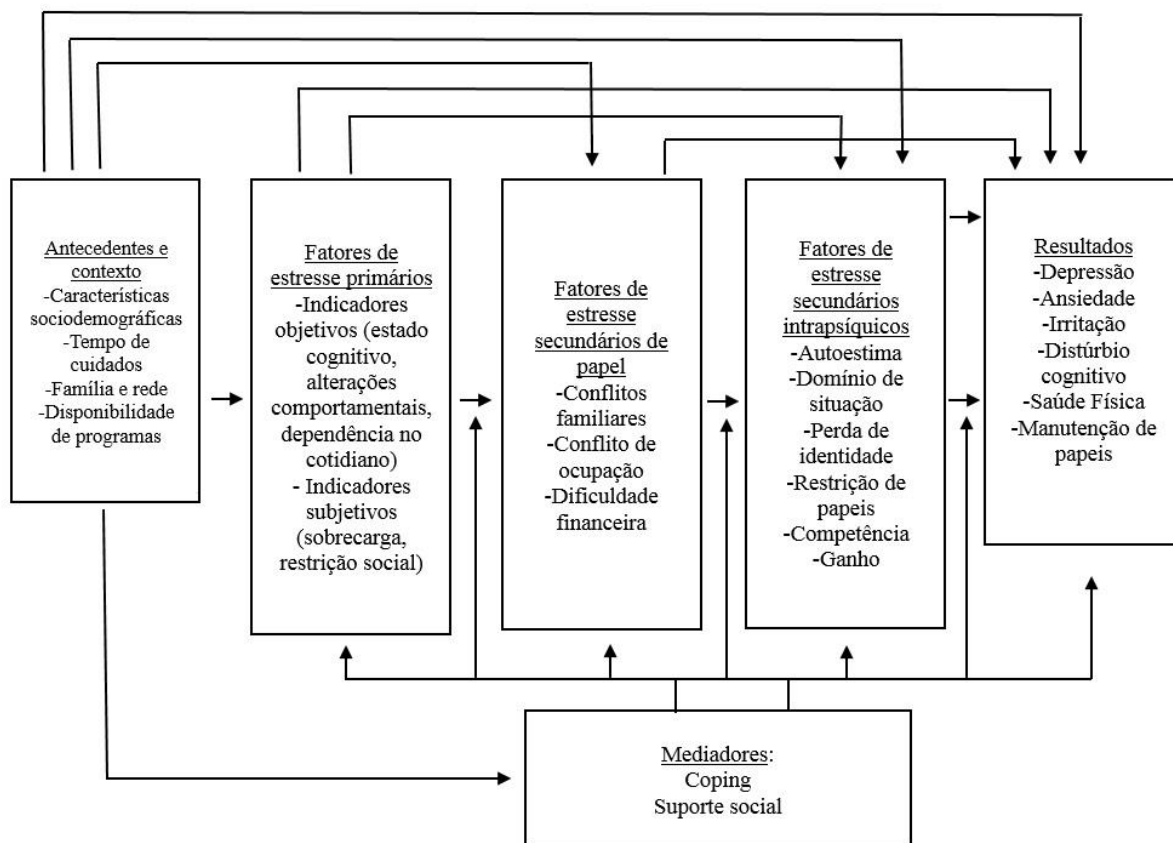 Antecedentes e
contexto
-Características
sociodemográficas
-Tempo de
cuidados
-Família e rede
-Disponibilidade
de programas
Fatores de
estresse primários
-Indicadores
objetivos (estado
cognitivo,
alterações
comportamentais,
dependência no
cotidiano)
- Indicadores
subjetivos
(sobrecarga,
restrição social)
Fatores de
estresse
secundários de
papel
-Conflitos
familiares
-Conflito de
ocupação
-Dificuldade
financeira
Fatores de
estresse
secundários
intrapsíquicos
-Autoestima
-Domínio de
situação
-Perda de
identidade
-Restrição de
papeis
-Competência
-Ganho
Resultados
-Depressão
-Ansiedade
-Irritação
-Distúrbio
cognitivo
-Saúde Física
-Manutenção de
papeis
Mediadores:
Coping
Suporte social